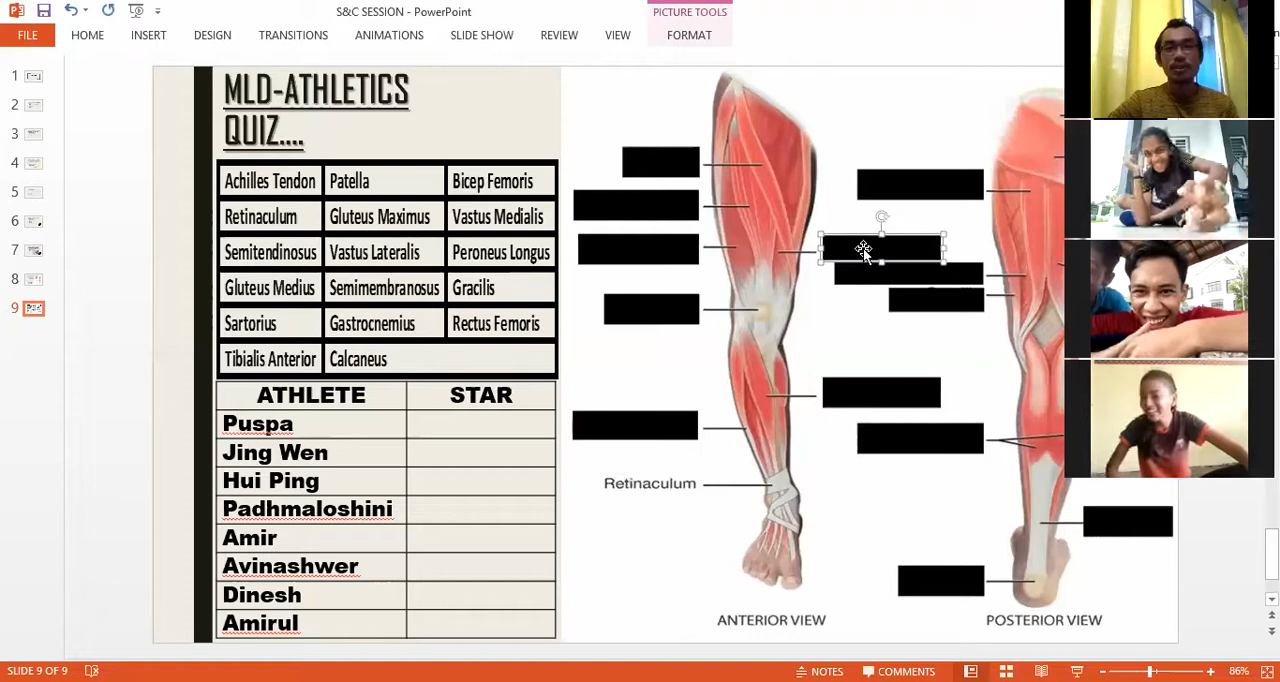 S&C SESSION - PowerPoint
PICTURE TOOLS
FILE HOME INSERT DESIGN TRANSITIONS ANIMATIONS SLIDE SHOW REVIEW VIEW FORMAT
1
2
3
4
5
6
7
8
9
MLD-ATHLETICS
QUIZ....
Achilles Tendon Patella Bicep Femoris
Retinaculum Gluteus Maximus Vastus Medialis
Semitendinosus Vastus Lateralis Peroneus Longus
Gluteus Medius Semimembranosus Gracilis
Sartorius Gastrocnemius Rectus Femoris
Tibialis Anterior Calcaneus
ATHLETE STAR
Puspa
Jing Wen
Hui Ping
Padhmaloshini
Amir
Avinashwer
Dinesh
Amirul
Retinaculum
ANTERIOR VIEW POSTERIOR VIEW
SLIDE 9 OF 9 NOTES COMMENTS 86%